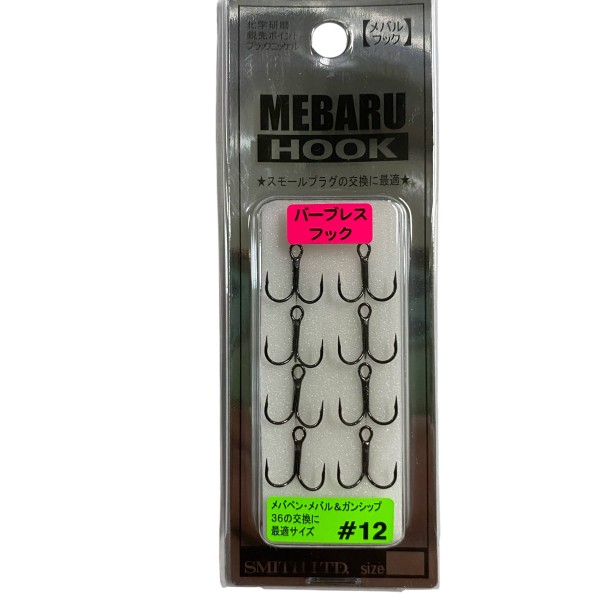 化学研磨
鋭先ポイント
ブラックニッケル
【メバル
フック】
MEBARU
HOOK
★スモールプラグの交換に最適★
バーブレス
フック
メバペン・メバル＆ガンシップ
36の交換に
最適サイズ
#12
SMITH LTD.
size